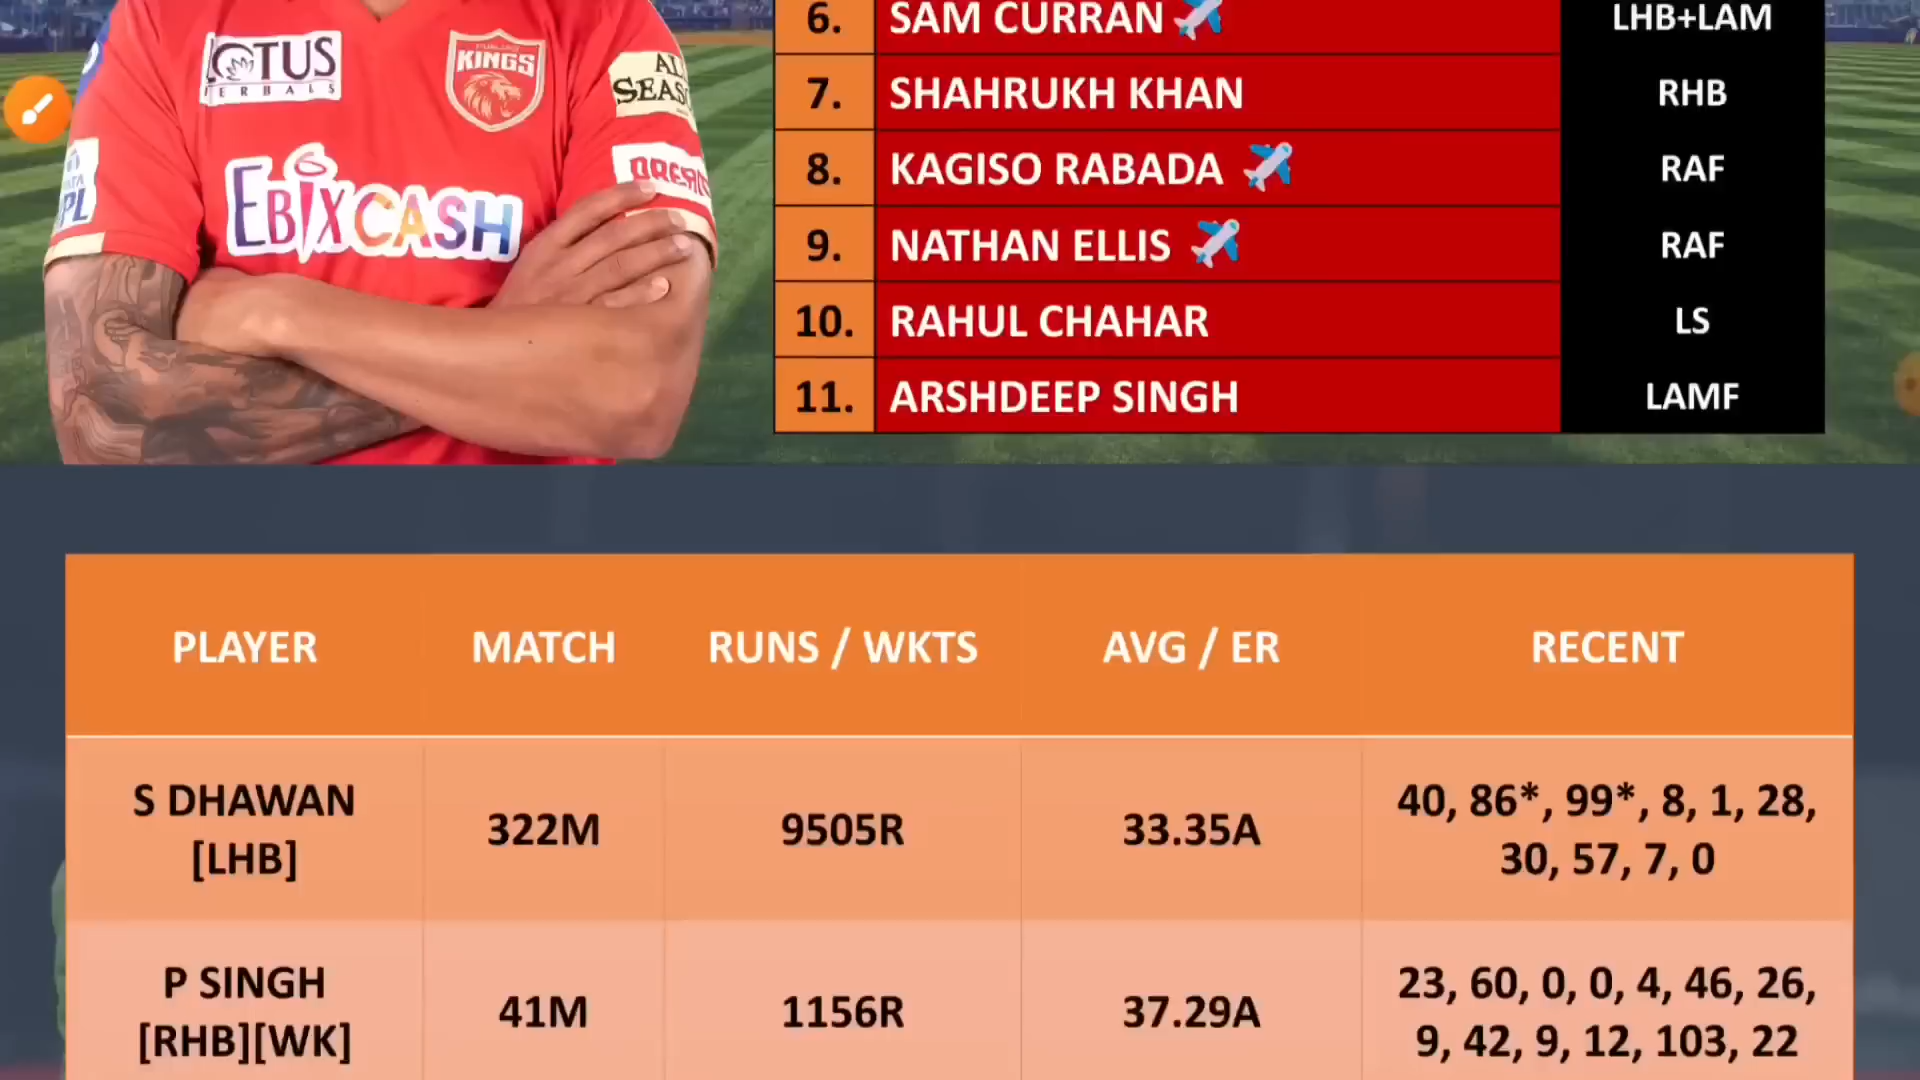 LOTUS
HERBALS
KINGS
EBIXCASH
6. SAM CURRAN LHB+LAM
7. SHAHRUKH KHAN RHB
8. KAGISO RABADA RAF
9. NATHAN ELLIS RAF
10. RAHUL CHAHAR LS
11. ARSHDEEP SINGH LAMF
PLAYER MATCH RUNS / WKTS AVG / ER RECENT
S DHAWAN
[LHB]
322M 9505R 33.35A
40, 86*, 99*, 8, 1, 28,
30, 57, 7, 0
P SINGH
[RHB][WK]
41M 1156R 37.29A
23, 60, 0, 0, 4, 46, 26,
9, 42, 9, 12, 103, 22